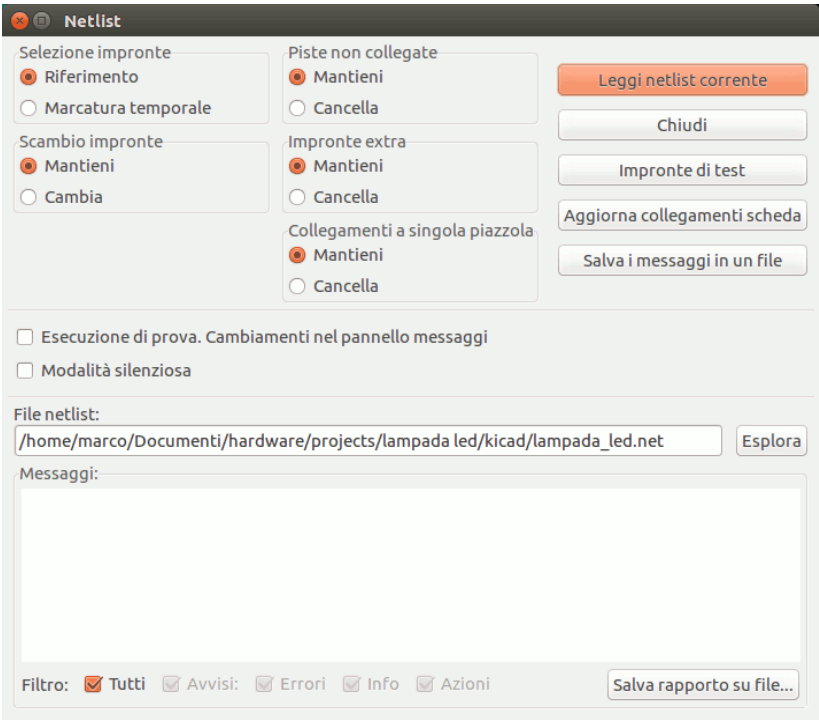 Netlist
Selezione impronte
Riferimento
Marcatura temporale
Scambio impronte
Mantieni
Cambia
Piste non collegate
Mantieni
Cancella
Impronte extra
Mantieni
Cancella
Collegamenti a singola piazzola
Mantieni
Cancella
Leggi netlist corrente
Chiudi
Impronte di test
Aggiorna collegamenti scheda
Salva i messaggi in un file
Esecuzione di prova. Cambiamenti nel pannello messaggi
Modalità silenziosa
File netlist:
/home/marco/Documenti/hardware/projects/lampada led/kicad/lampada_led.net Esplora
Messaggi:
Filtro: Tutti Avvisi: Errori Info Azioni Salva rapporto su file...